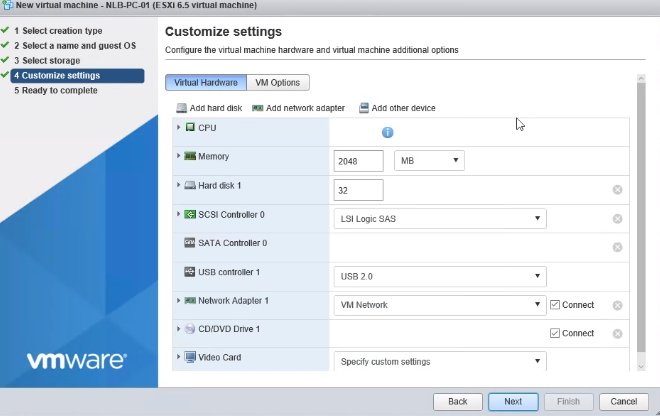 New virtual machine - NLB-PC-01 (ESXi 6.5 virtual machine)
1 Select creation type
2 Select a name and guest OS
3 Select storage
4 Customize settings
5 Ready to complete
vmware®
Customize settings
Configure the virtual machine hardware and virtual machine additional options
Virtual Hardware VM Options
Add hard disk Add network adapter Add other device
CPU
Memory 2048 MB
Hard disk 1 32
SCSI Controller 0 LSI Logic SAS
SATA Controller 0
USB controller 1 USB 2.0
Network Adapter 1 VM Network Connect
CD/DVD Drive 1 Connect
Video Card Specify custom settings
Back Next Finish Cancel